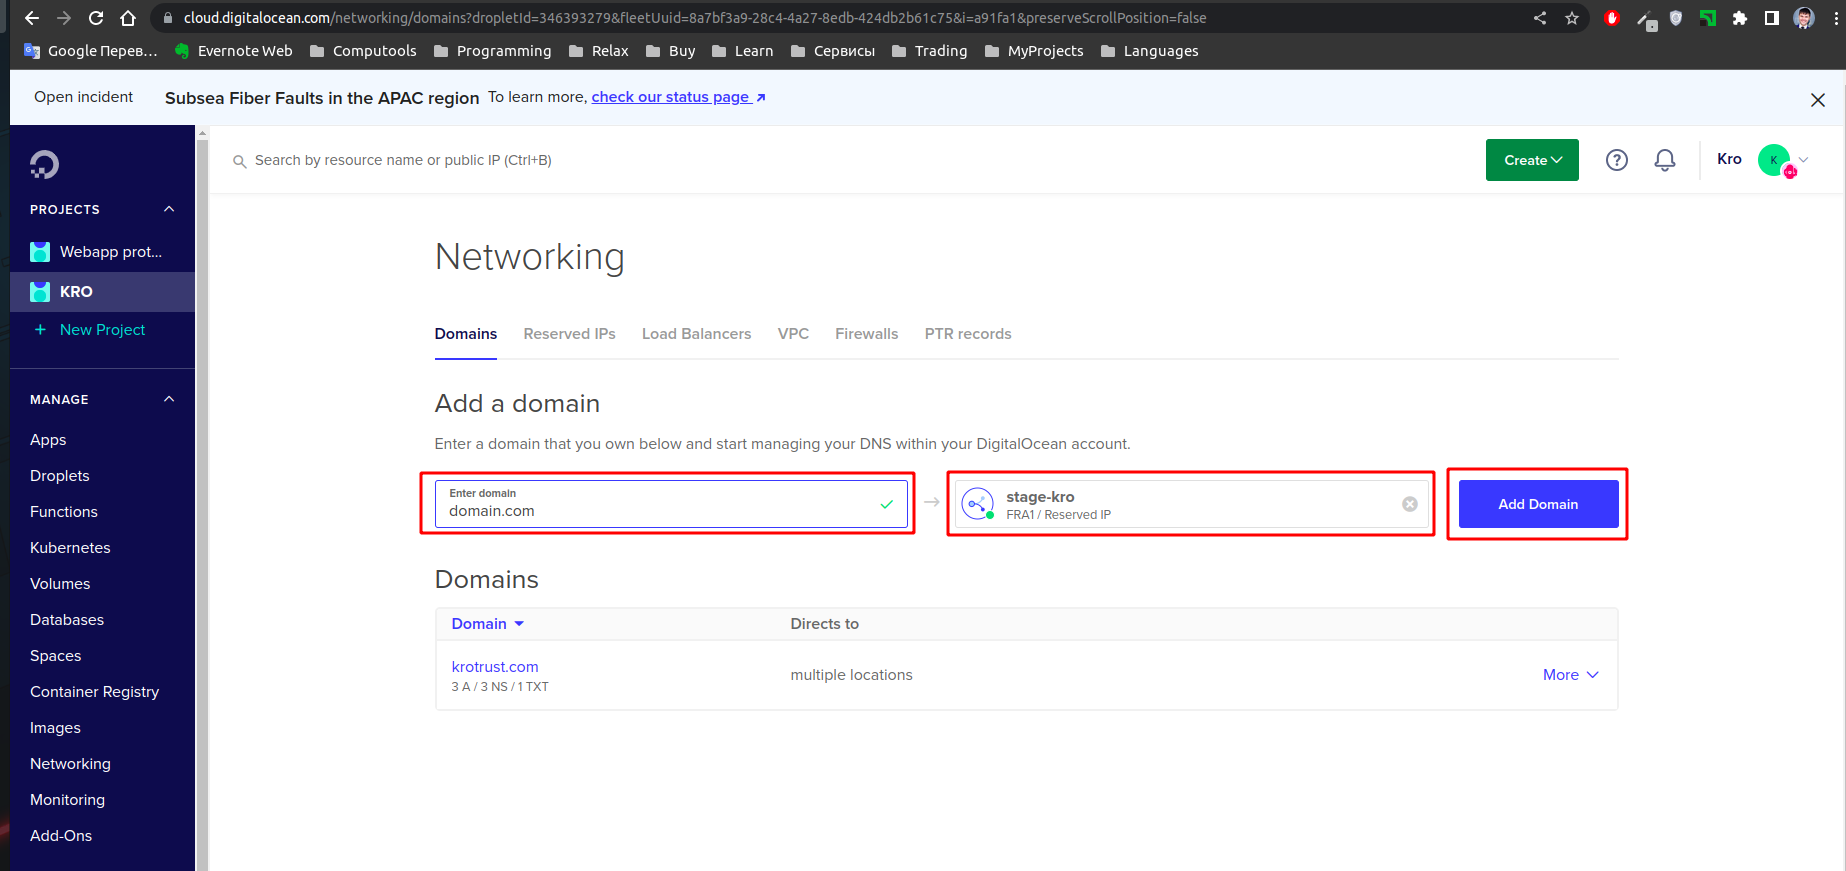 cloud.digitalocean.com/networking/domains?dropletId=346393279&fleetUuid=8a7bf3a9-28c4-4a27-8edb-424db2b61c75&i=a91fa1&preserveScrollPosition=false
Google Перев...
Evernote Web
Computools
Programming
Relax
Buy
Learn
Сервисы
Trading
MyProjects
Languages
Open incident
Subsea Fiber Faults in the APAC region To learn more, check our status page
Search by resource name or public IP (Ctrl+B)
Create
?
Kro
K
PROJECTS
Webapp prot...
KRO
+ New Project
MANAGE
Apps
Droplets
Functions
Kubernetes
Volumes
Databases
Spaces
Container Registry
Images
Networking
Monitoring
Add-Ons
Networking
Domains
Reserved IPs
Load Balancers
VPC
Firewalls
PTR records
Add a domain
Enter a domain that you own below and start managing your DNS within your DigitalOcean account.
Enter domain
domain.com
stage-kro
FRA1 / Reserved IP
Add Domain
Domains
Domain
Directs to
krotrust.com
3 A / 3 NS / 1 TXT
multiple locations
More